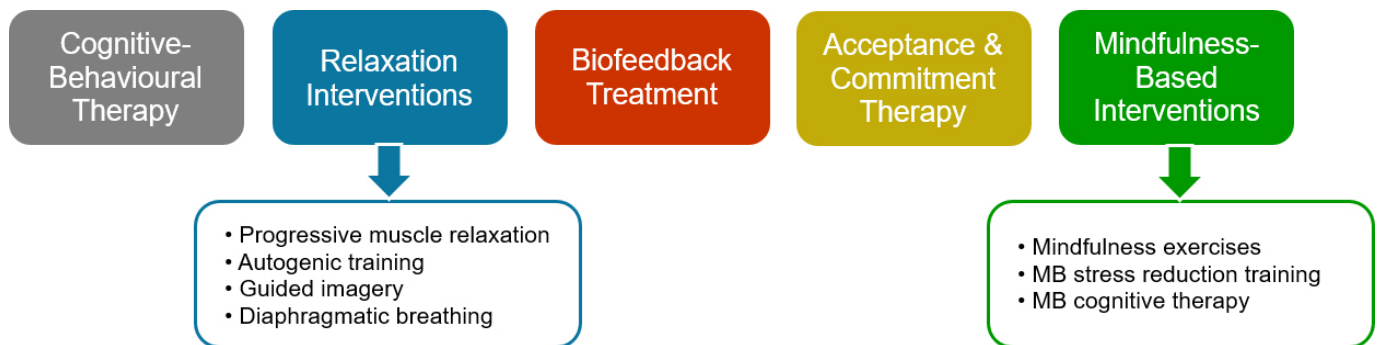 Cognitive-
Behavioural
Therapy
Relaxation
Interventions
Biofeedback
Treatment
Acceptance &
Commitment
Therapy
Mindfulness-
Based
Interventions
• Progressive muscle relaxation
• Autogenic training
• Guided imagery
• Diaphragmatic breathing
• Mindfulness exercises
• MB stress reduction training
• MB cognitive therapy